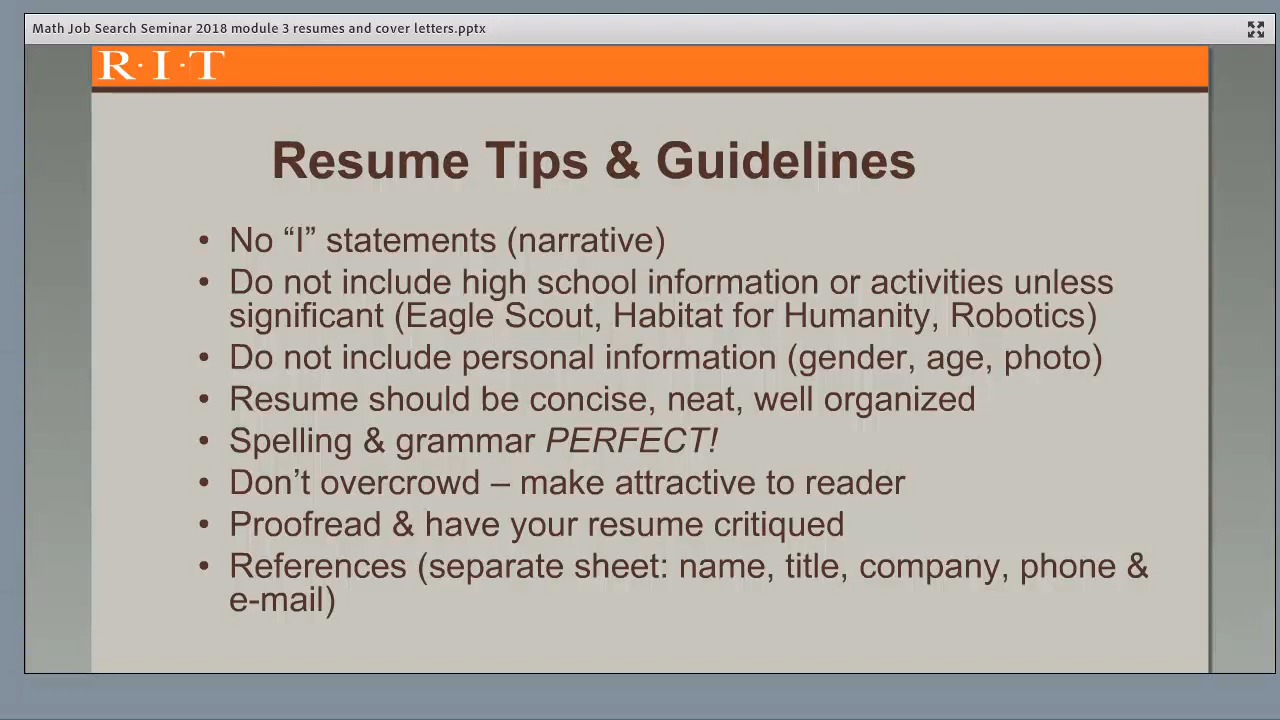 Math Job Search Seminar 2018 module 3 resumes and cover letters.pptx
R·I·T
Resume Tips & Guidelines
• No “I” statements (narrative)
• Do not include high school information or activities unless
significant (Eagle Scout, Habitat for Humanity, Robotics)
• Do not include personal information (gender, age, photo)
• Resume should be concise, neat, well organized
• Spelling & grammar PERFECT!
• Don’t overcrowd – make attractive to reader
• Proofread & have your resume critiqued
• References (separate sheet: name, title, company, phone &
e-mail)